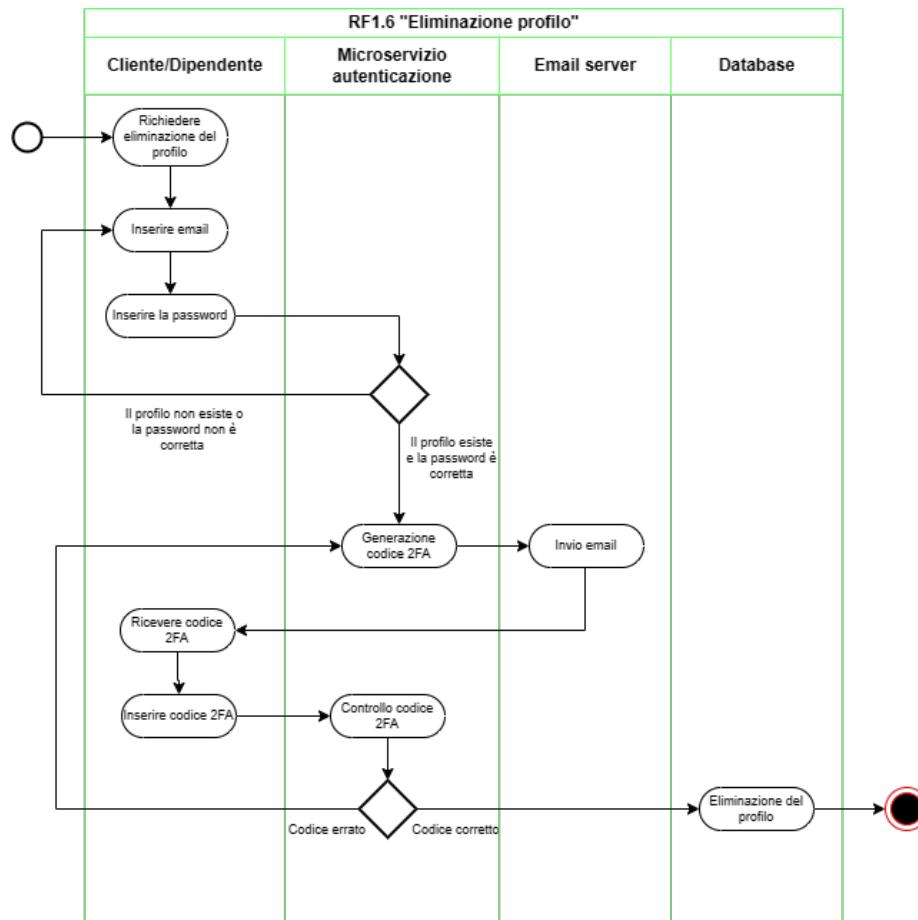 RF1.6 "Eliminazione profilo"
Cliente/Dipendente
Microservizio
autenticazione
Email server
Database
Richiedere
eliminazione del
profilo
Inserire email
Inserire la password
Il profilo non esiste o
la password non è
corretta
Il profilo esiste
e la password è
corretta
Generazione
codice 2FA
Invio email
Ricevere codice
2FA
Inserire codice 2FA
Controllo codice
2FA
Codice errato
Codice corretto
Eliminazione del
profilo